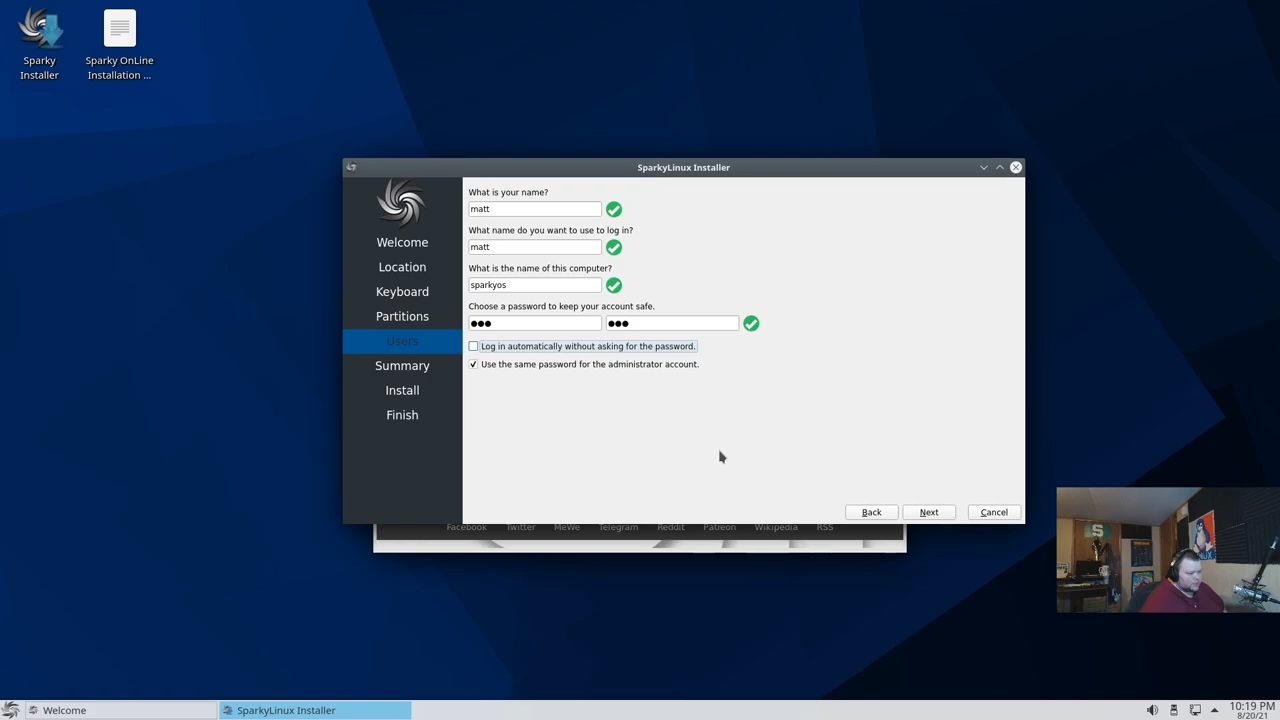 Sparky
Installer
Sparky OnLine
Installation ...
SparkyLinux Installer
Welcome
Location
Keyboard
Partitions
Users
Summary
Install
Finish
What is your name?
matt
What name do you want to use to log in?
matt
What is the name of this computer?
sparkyos
Choose a password to keep your account safe.
●●● ●●●
Log in automatically without asking for the password.
Use the same password for the administrator account.
Back Next Cancel
Facebook Twitter MeWe Telegram Reddit Patreon Wikipedia RSS
Welcome SparkyLinux Installer
10:19 PM
8/20/21